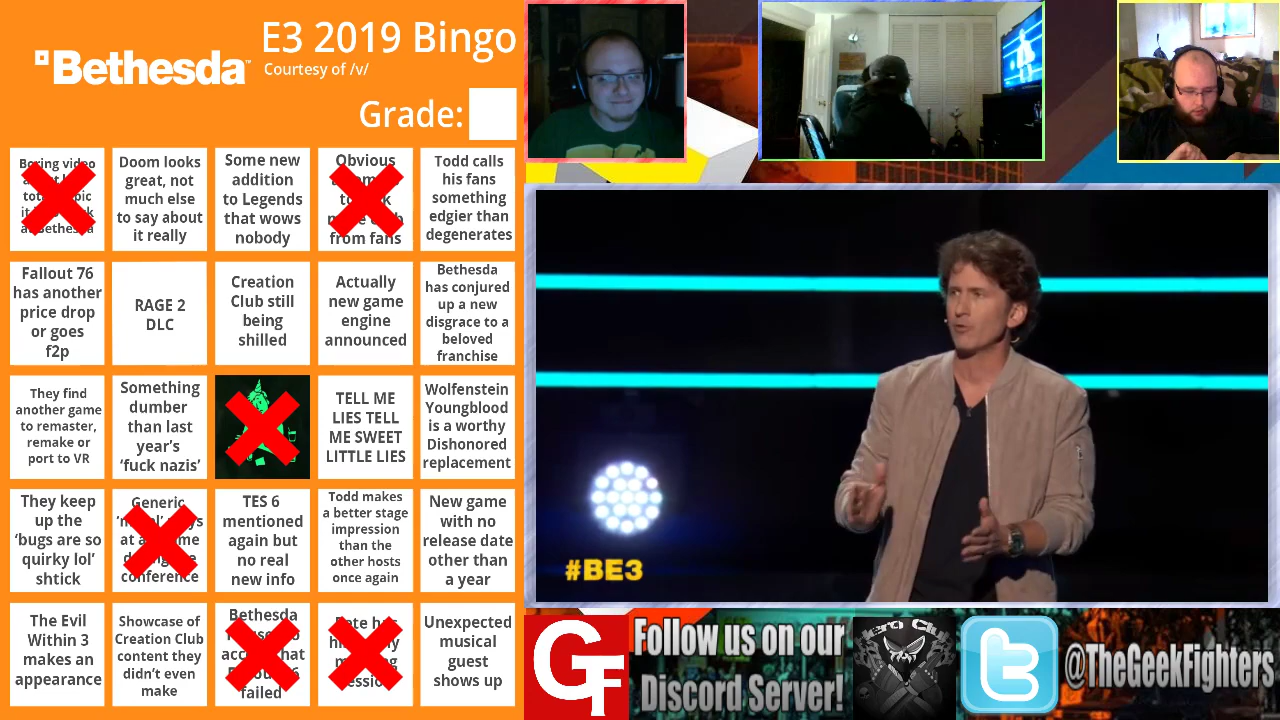 E3 2019 Bingo
Bethesda
Courtesy of /v/
Grade:
Boring video
Doom looks
great, not
much else
to say about
it really
Some new
addition
to Legends
that wows
nobody
Obvious
from fans
Todd calls
his fans
something
edgier than
degenerates
Fallout 76
has another
price drop
or goes
f2p
RAGE 2
DLC
Creation
Club still
being
shilled
Actually
new game
engine
announced
Bethesda
has conjured
up a new
disgrace to a
beloved
franchise
They find
another game
to remaster,
remake or
port to VR
Something
dumber
than last
year's
'fuck nazis'
TELL ME
LIES TELL
ME SWEET
LITTLE LIES
Wolfenstein
Youngblood
is a worthy
Dishonored
replacement
They keep
up the
'bugs are so
quirky lol'
shtick
Generic
conference
TES 6
mentioned
again but
no real
new info
Todd makes
a better stage
impression
than the
other hosts
once again
New game
with no
release date
other than
a year
The Evil
Within 3
makes an
appearance
Showcase of
Creation Club
content they
didn't even
make
Bethesda
failed
Unexpected
musical
guest
shows up
#BE3
GF
Follow us on our
Discord Server!
@TheGeekFighters